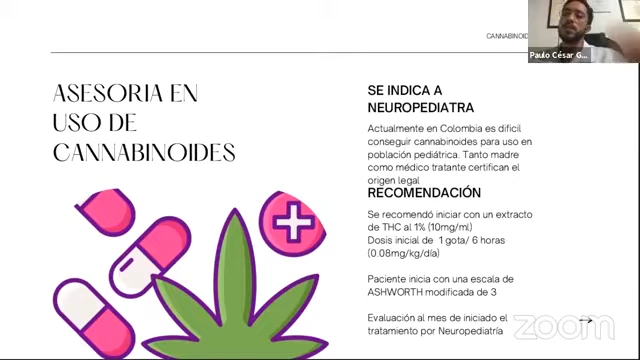 ASESORIA EN
USO DE
CANNABINOIDES
SE INDICA A
NEUROPEDIATRA
Actualmente en Colombia es dificil
conseguir cannabinoides para uso en
población pediátrica. Tanto madre
como médico tratante certifican el
origen legal
RECOMENDACIÓN
Se recomendó iniciar con un extracto
de THC al 1% (10mg/ml)
Dosis inicial de 1 gota/ 6 horas
(0.08mg/kg/día)
Paciente inicia con una escala de
ASHWORTH modificada de 3
Evaluación al mes de iniciado el
tratamiento por Neuropediatría
Paulo César G...
zoom